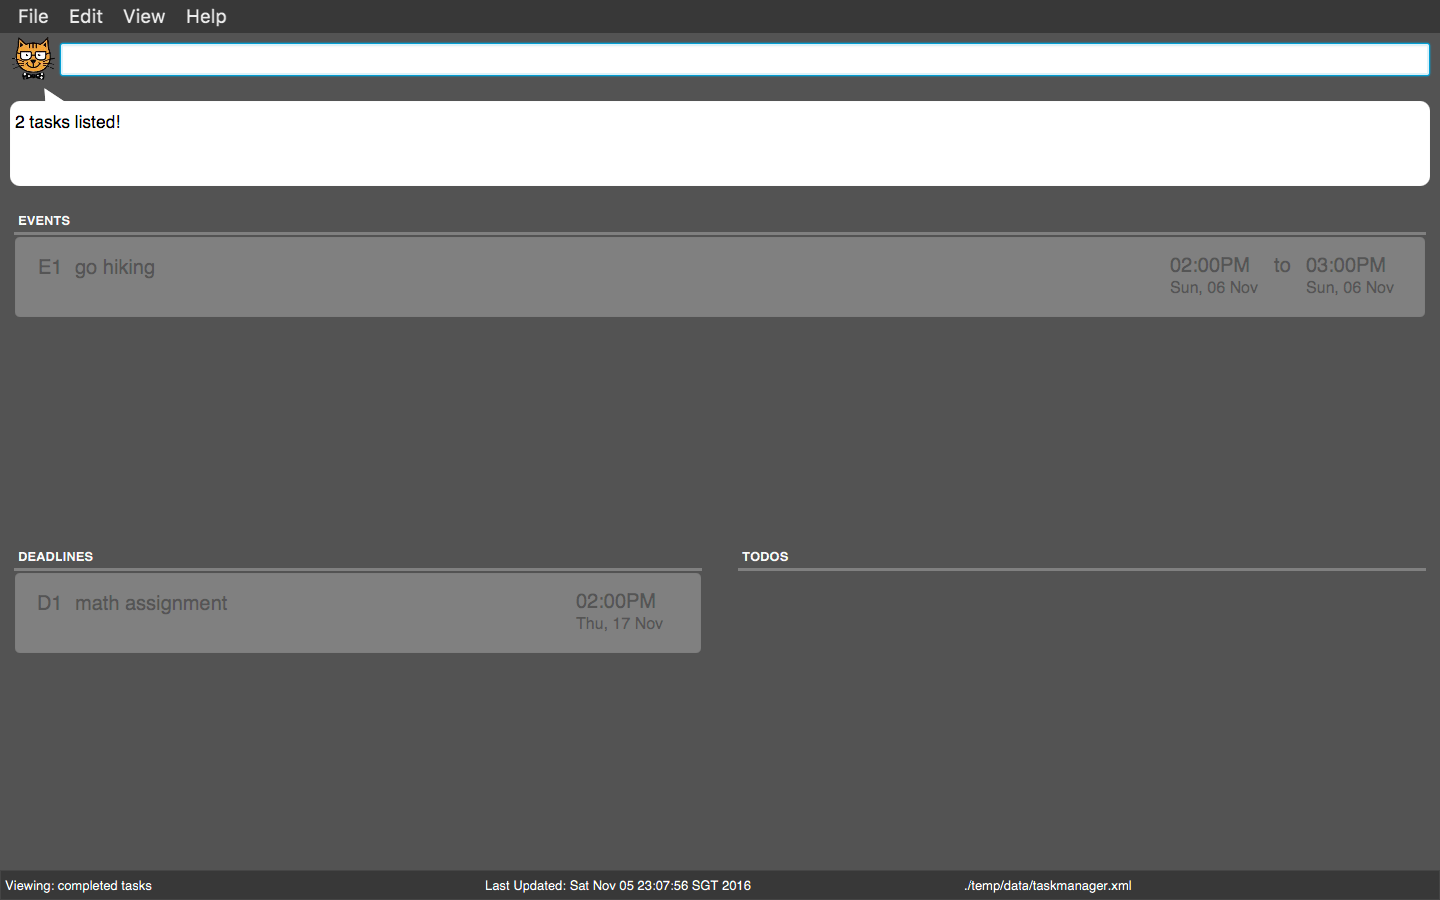 File Edit View Help
2 tasks listed!
EVENTS
E1 go hiking 02:00PM to 03:00PM
Sun, 06 Nov Sun, 06 Nov
DEADLINES TODOS
D1 math assignment 02:00PM
Thu, 17 Nov
Viewing: completed tasks Last Updated: Sat Nov 05 23:07:56 SGT 2016 ./temp/data/taskmanager.xml